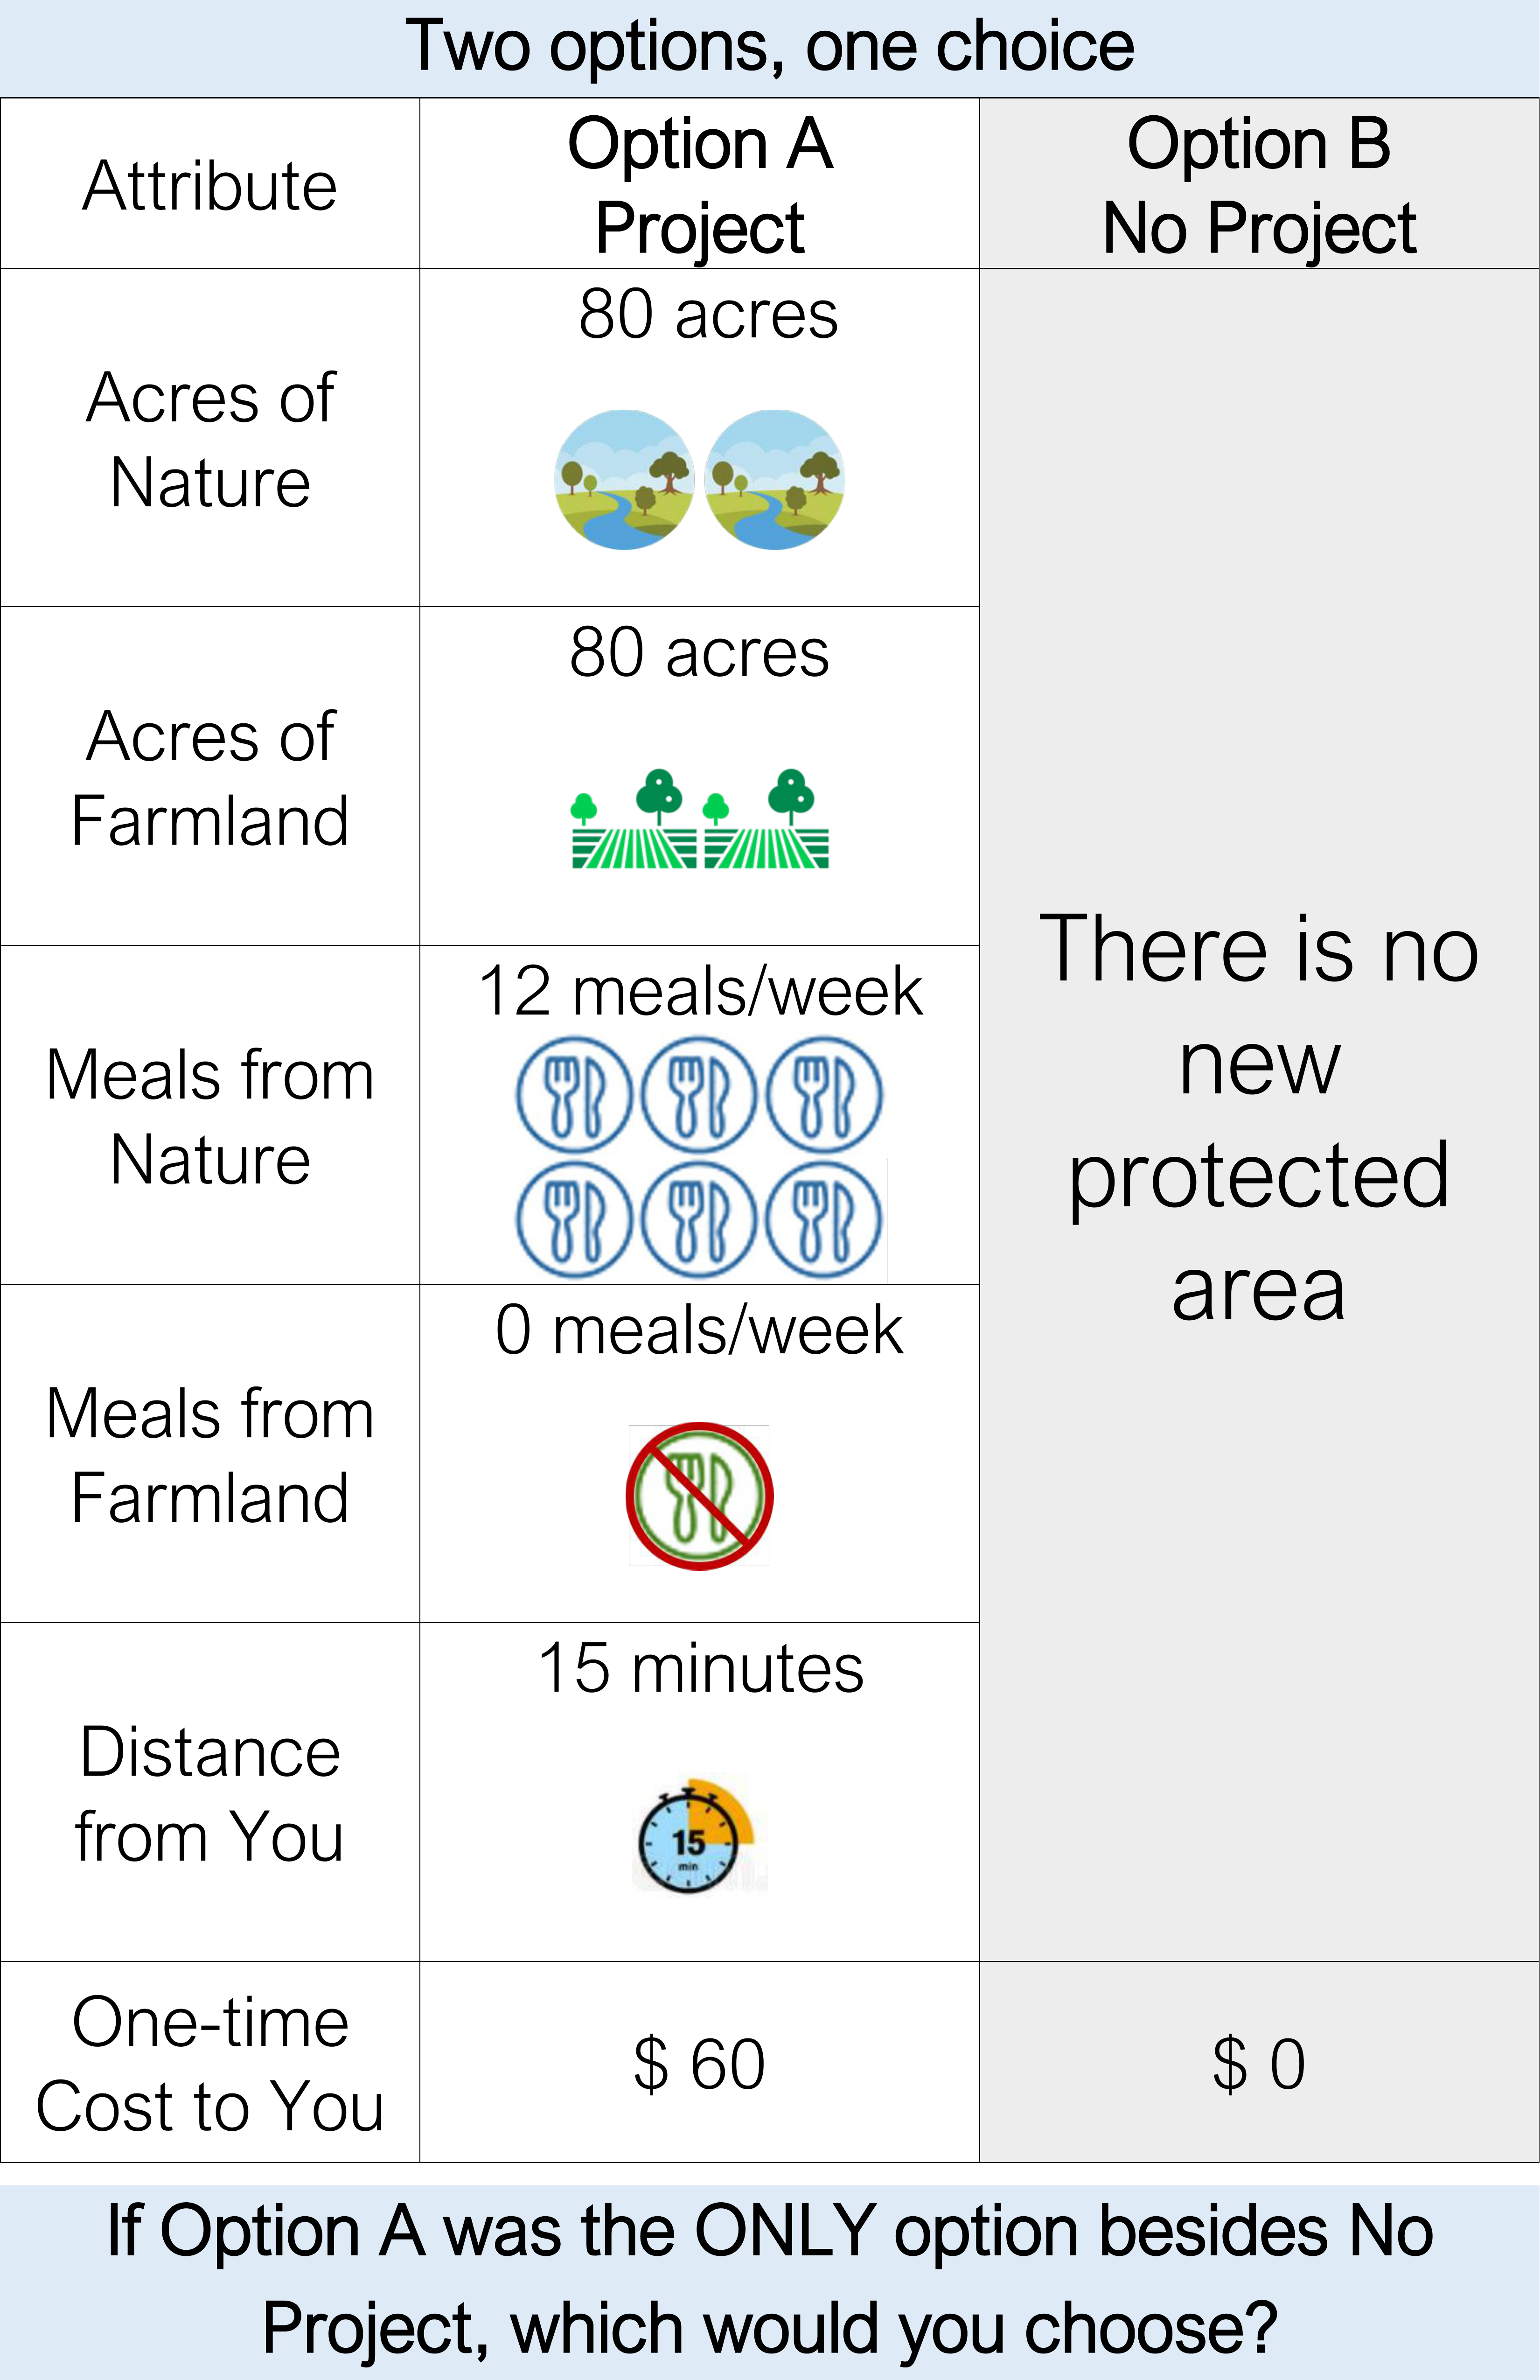 Two options, one choice
Attribute
Option A
Project
Option B
No Project
Acres of
Nature
80 acres
Acres of
Farmland
80 acres
Meals from
Nature
12 meals/week
Meals from
Farmland
0 meals/week
Distance
from You
15 minutes
15
min
There is no
new
protected
area
One-time
Cost to You
$ 60
$ 0
If Option A was the ONLY option besides No
Project, which would you choose?